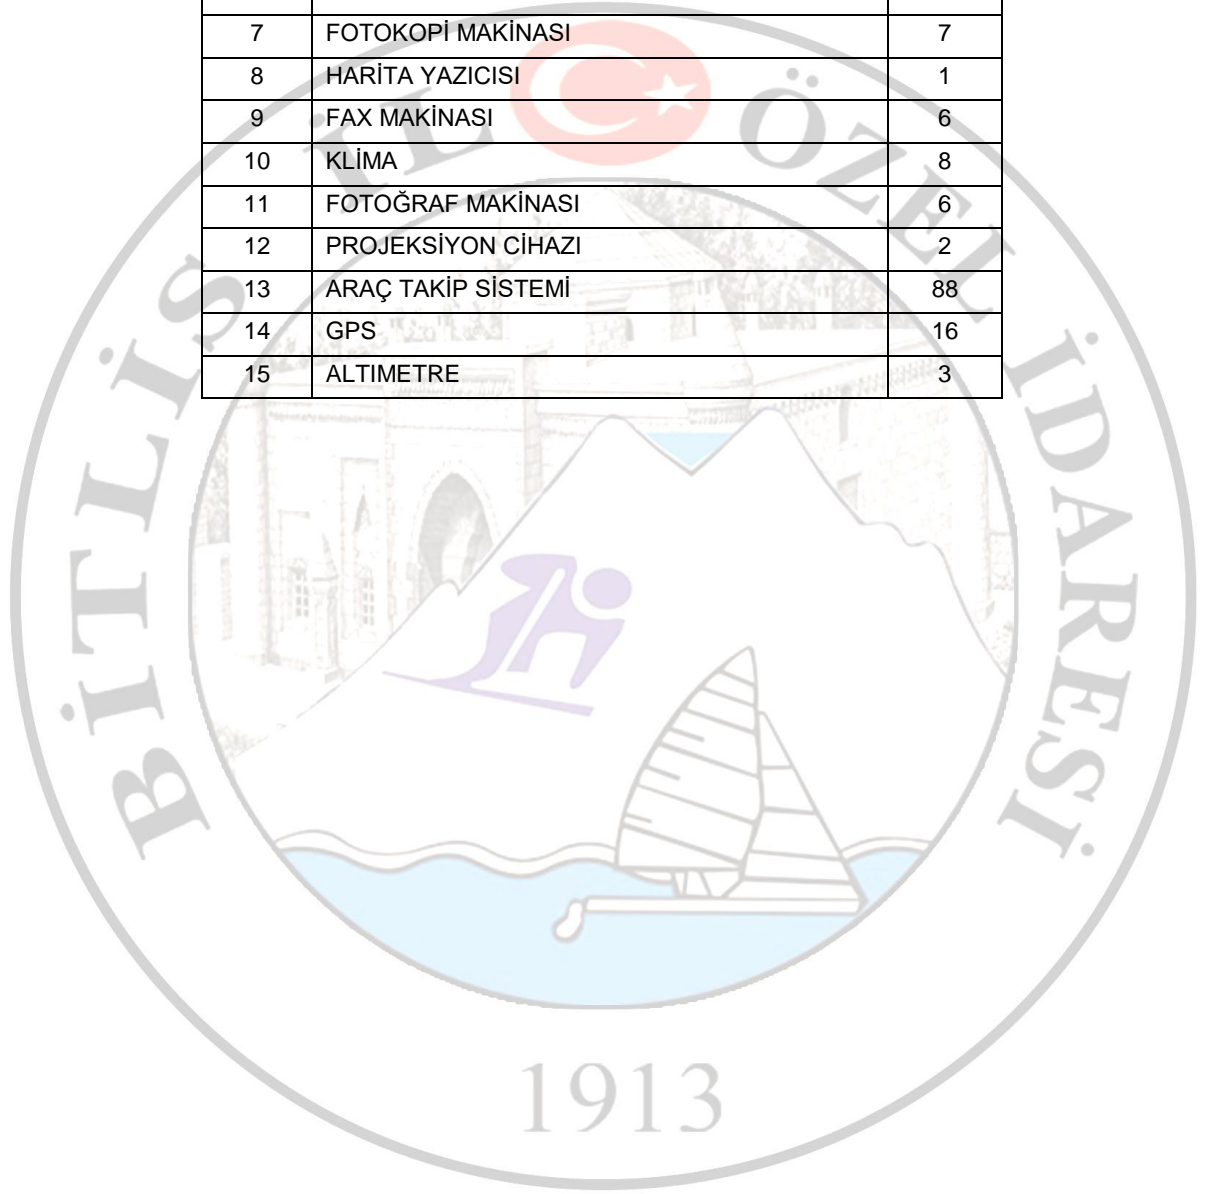 7 FOTOKOPİ MAKİNASI 7
8 HARİTA YAZICISI 1
9 FAX MAKİNASI 6
10 KLİMA 8
11 FOTOĞRAF MAKİNASI 6
12 PROJEKSİYON CİHAZI 2
13 ARAÇ TAKİP SİSTEMİ 88
14 GPS 16
15 ALTIMETRE 3
BİTLİS İL ÖZEL İDARESİ
1913